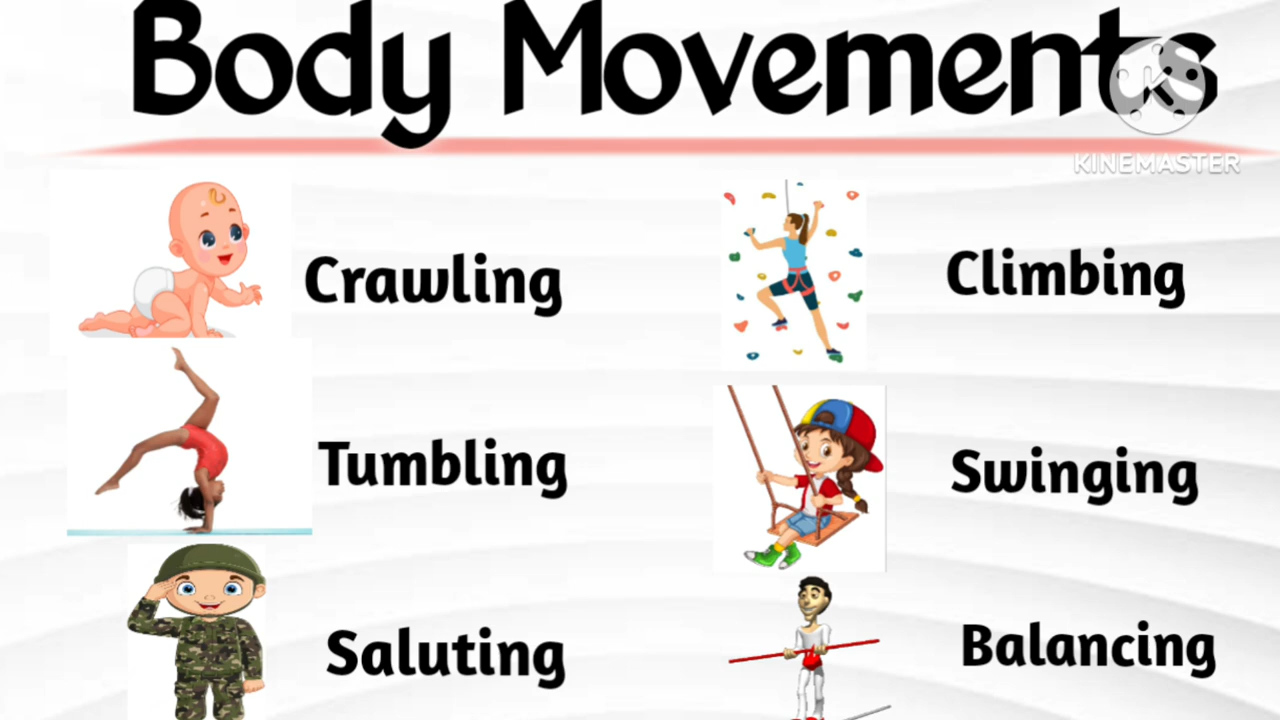 Body Movements
KINEMASTER
Crawling
Climbing
Tumbling
Swinging
Saluting
Balancing